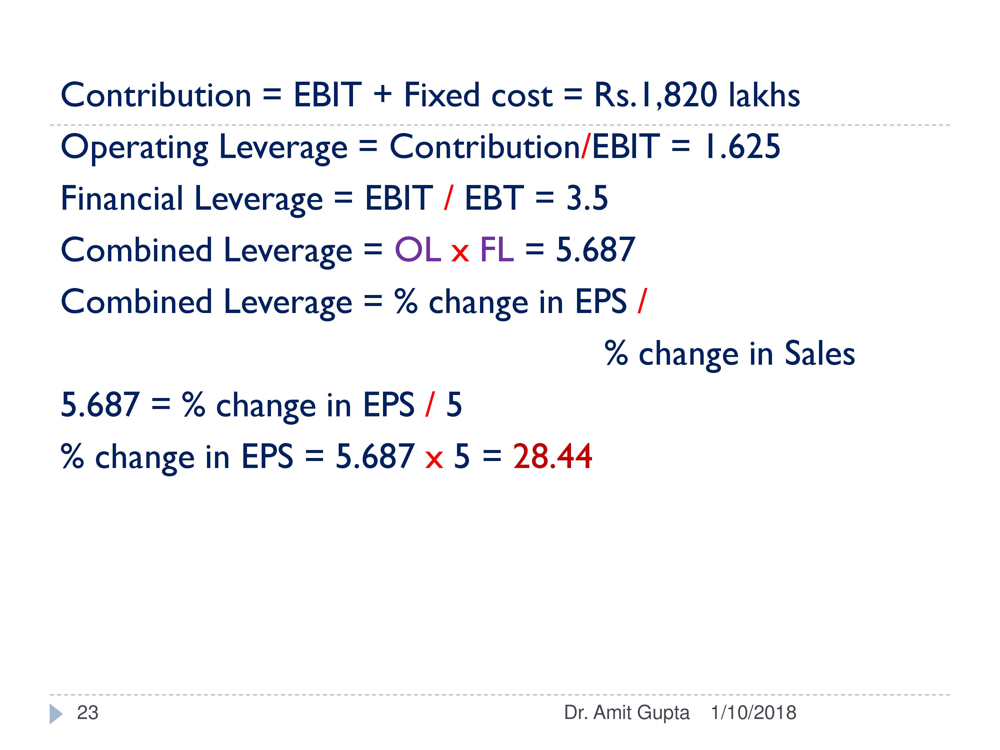 Contribution = EBIT + Fixed cost = Rs.1,820 lakhs
Operating Leverage = Contribution/EBIT = 1.625
Financial Leverage = EBIT / EBT = 3.5
Combined Leverage = OL x FL = 5.687
Combined Leverage = % change in EPS /
% change in Sales
5.687 = % change in EPS / 5
% change in EPS = 5.687 x 5 = 28.44
23 Dr. Amit Gupta 1/10/2018